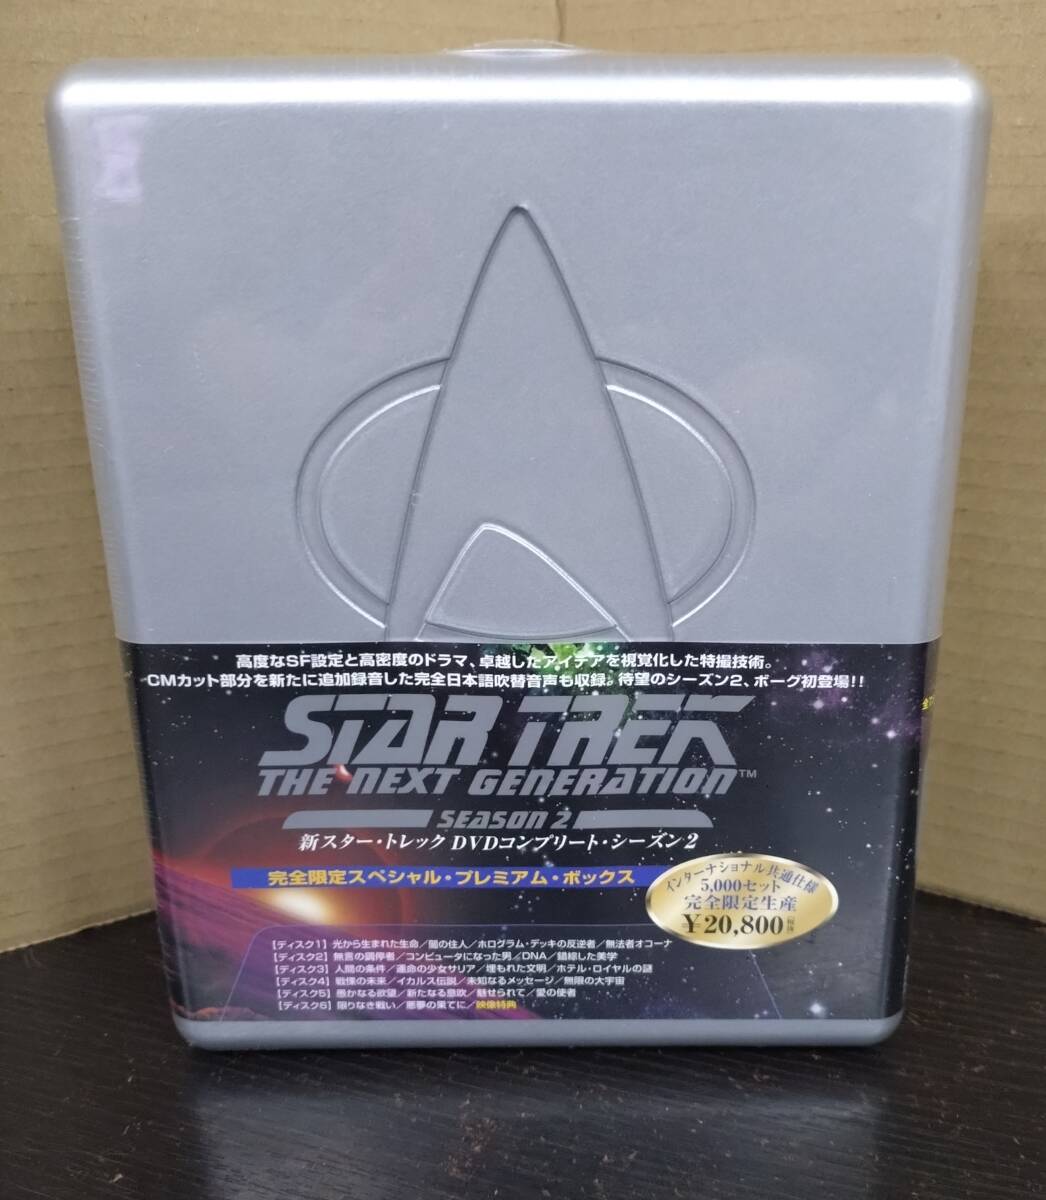 高度なSF設定と高密度のドラマ、卓越したアイデアを視覚化した特撮技術。
CMカット部分を新たに追加録音した完全日本語吹替音声も収録。待望のシーズン2、ボーグ初登場!!
STAR TREK
THE NEXT GENERATION™
SEASON 2
新スター・トレック DVDコンプリート・シーズン2
完全限定スペシャル・プレミアム・ボックス
インターナショナル共通仕様
5,000セット
完全限定生産
¥20,800税抜
【ディスク1】光から生まれた生命/闇の住人/ホログラム・デッキの反逆者/無法者オコーナ
【ディスク2】無言の調停者/コンピュータになった男/DNA/錯綜した美学
【ディスク3】人間の条件/運命の少女サリア/埋もれた文明/ホテル・ロイヤルの謎
【ディスク4】戦慄の未来/イカルス伝説/未知なるメッセージ/無限の大宇宙
【ディスク5】愚かなる欲望/新たなる息吹/魅せられて/愛の使者
【ディスク6】限りなき戦い/悪夢の果てに/映像特典